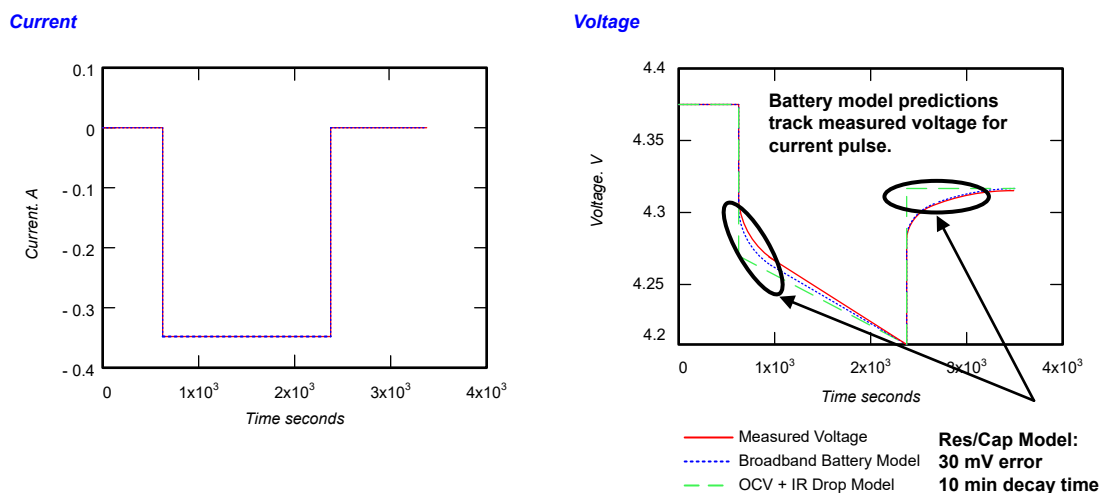 Current
Voltage
0.1
0
- 0.1
- 0.2
- 0.3
- 0.4
Current. A
0
1x10³
2x10³
3x10³
4x10³
Time seconds
4.4
4.35
4.3
4.25
4.2
Voltage. V
Battery model predictions
track measured voltage for
current pulse.
0
1x10³
2x10³
3x10³
4x10³
Time seconds
Measured Voltage
Broadband Battery Model
OCV + IR Drop Model
Res/Cap Model:
30 mV error
10 min decay time